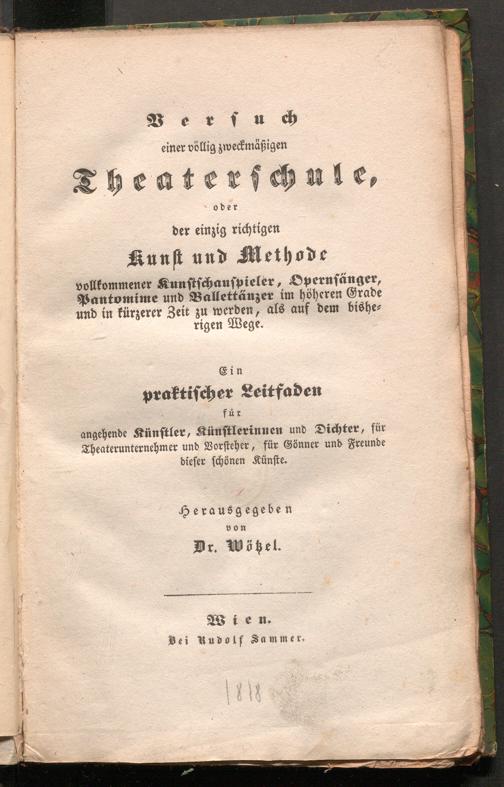 Versuch
einer völlig zweckmäßigen
Theaterschule,
oder
der einzig richtigen
Kunst und Methode
vollkommener Kunstschauspieler, Opernsänger,
Pantomime und Ballettänzer im höheren Grade
und in kürzerer Zeit zu werden, als auf dem bishe-
rigen Wege.
Ein
praktischer Leitfaden
für
angehende Künstler, Künstlerinnen und Dichter, für
Theaterunternehmer und Vorsteher, für Gönner und Freunde
dieser schönen Künste.
Herausgegeben
von
Dr. Wötzel.
Wien.
Bei Rudolf Sammer.
1818